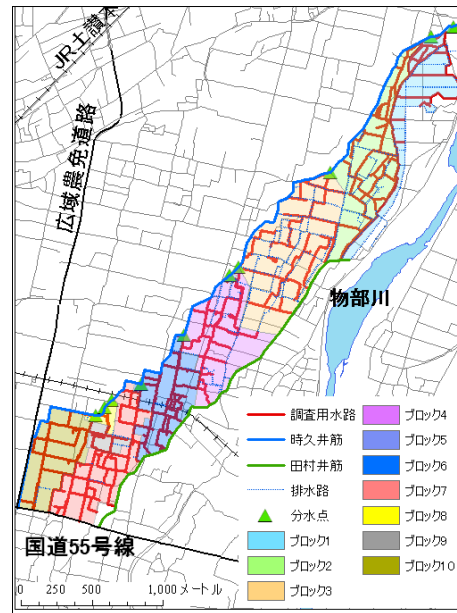 JR土讃本
広域農免道路
物部川
調査用水路
時久井筋
田村井筋
排水路
分水点
ブロック1
ブロック2
ブロック3
ブロック4
ブロック5
ブロック6
ブロック7
ブロック8
ブロック9
ブロック10
国道55号線
0 250 500 1,000 メートル